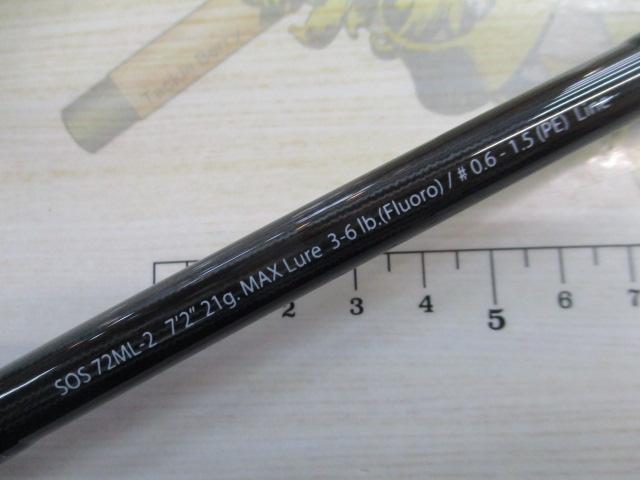 SOS 72ML-2 7'2" 21g. MAX Lure 3-6 lb.(Fluoro) / # 0.6 - 1.5 (PE) Line
2 3 4 5 6 7